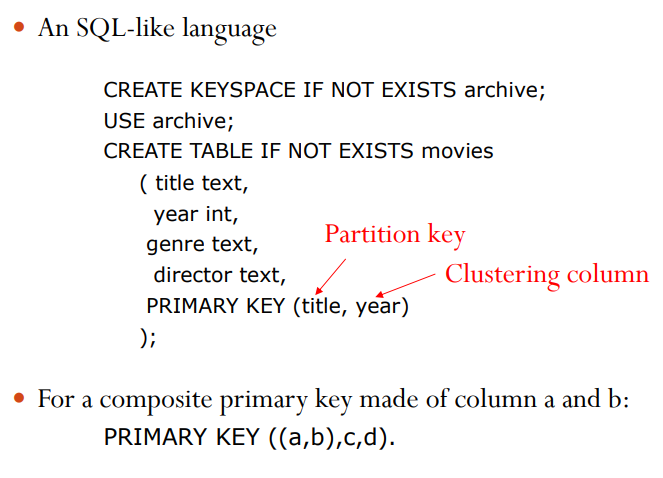 • An SQL-like language
CREATE KEYSPACE IF NOT EXISTS archive;
USE archive;
CREATE TABLE IF NOT EXISTS movies
( title text,
year int,
genre text,
Partition key
director text,
Clustering column
PRIMARY KEY (title, year)
);
• For a composite primary key made of column a and b:
PRIMARY KEY ((a,b),c,d).